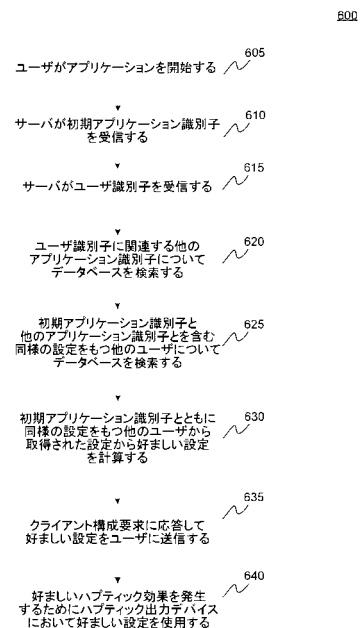 600
ユーザがアプリケーションを開始する
605
サーバが初期アプリケーション識別子
を受信する
610
サーバがユーザ識別子を受信する
615
ユーザ識別子に関連する他の
アプリケーション識別子について
データベースを検索する
620
初期アプリケーション識別子と
他のアプリケーション識別子とを含む
同様の設定をもつ他のユーザについて
データベースを検索する
625
初期アプリケーション識別子とともに
同様の設定をもつ他のユーザから
取得された設定から好ましい設定
を計算する
630
クライアント構成要求に応答して
好ましい設定をユーザに送信する
635
好ましいハプティック効果を発生
するためにハプティック出力デバイス
において好ましい設定を使用する
640